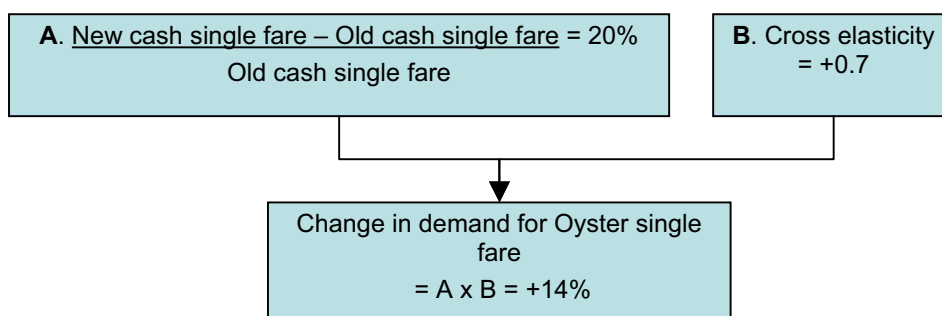 A. New cash single fare – Old cash single fare = 20%
Old cash single fare
B. Cross elasticity
= +0.7
Change in demand for Oyster single
fare
= A x B = +14%